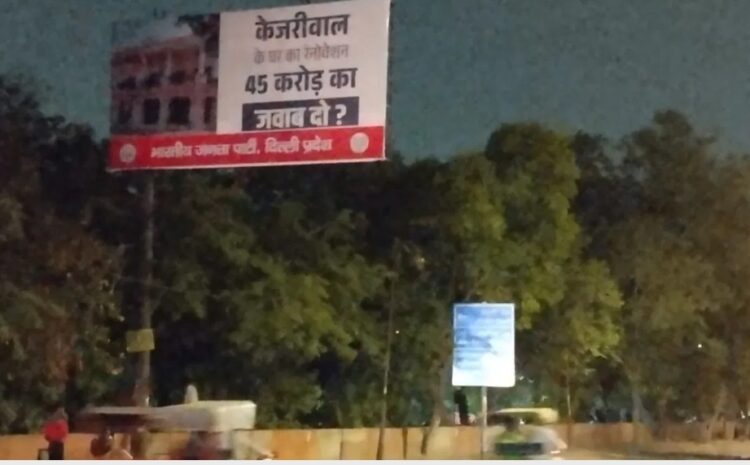 केजरीवाल
के घर का रेनोवेशन
45 करोड़ का
जवाब दो ?
भारतीय जनता पार्टी, दिल्ली प्रदेश